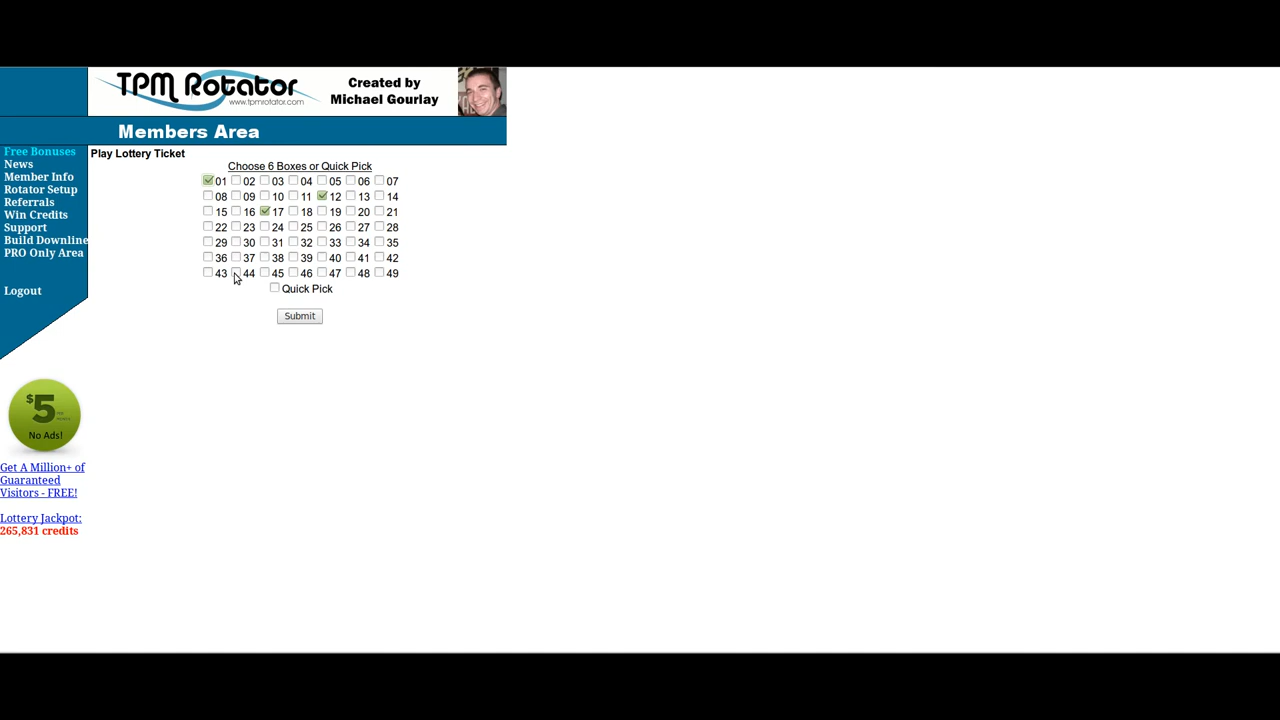 TPM Rotator
www.tpmrotator.com
Created by
Michael Gourlay
Members Area
Free Bonuses
News
Member Info
Rotator Setup
Referrals
Win Credits
Support
Build Downline
PRO Only Area
Logout
Play Lottery Ticket
Choose 6 Boxes or Quick Pick
01 02 03 04 05 06 07
08 09 10 11 12 13 14
15 16 17 18 19 20 21
22 23 24 25 26 27 28
29 30 31 32 33 34 35
36 37 38 39 40 41 42
43 44 45 46 47 48 49
Quick Pick
Submit
$5
No Ads!
Get A Million+ of
Guaranteed
Visitors - FREE!
Lottery Jackpot:
265,831 credits